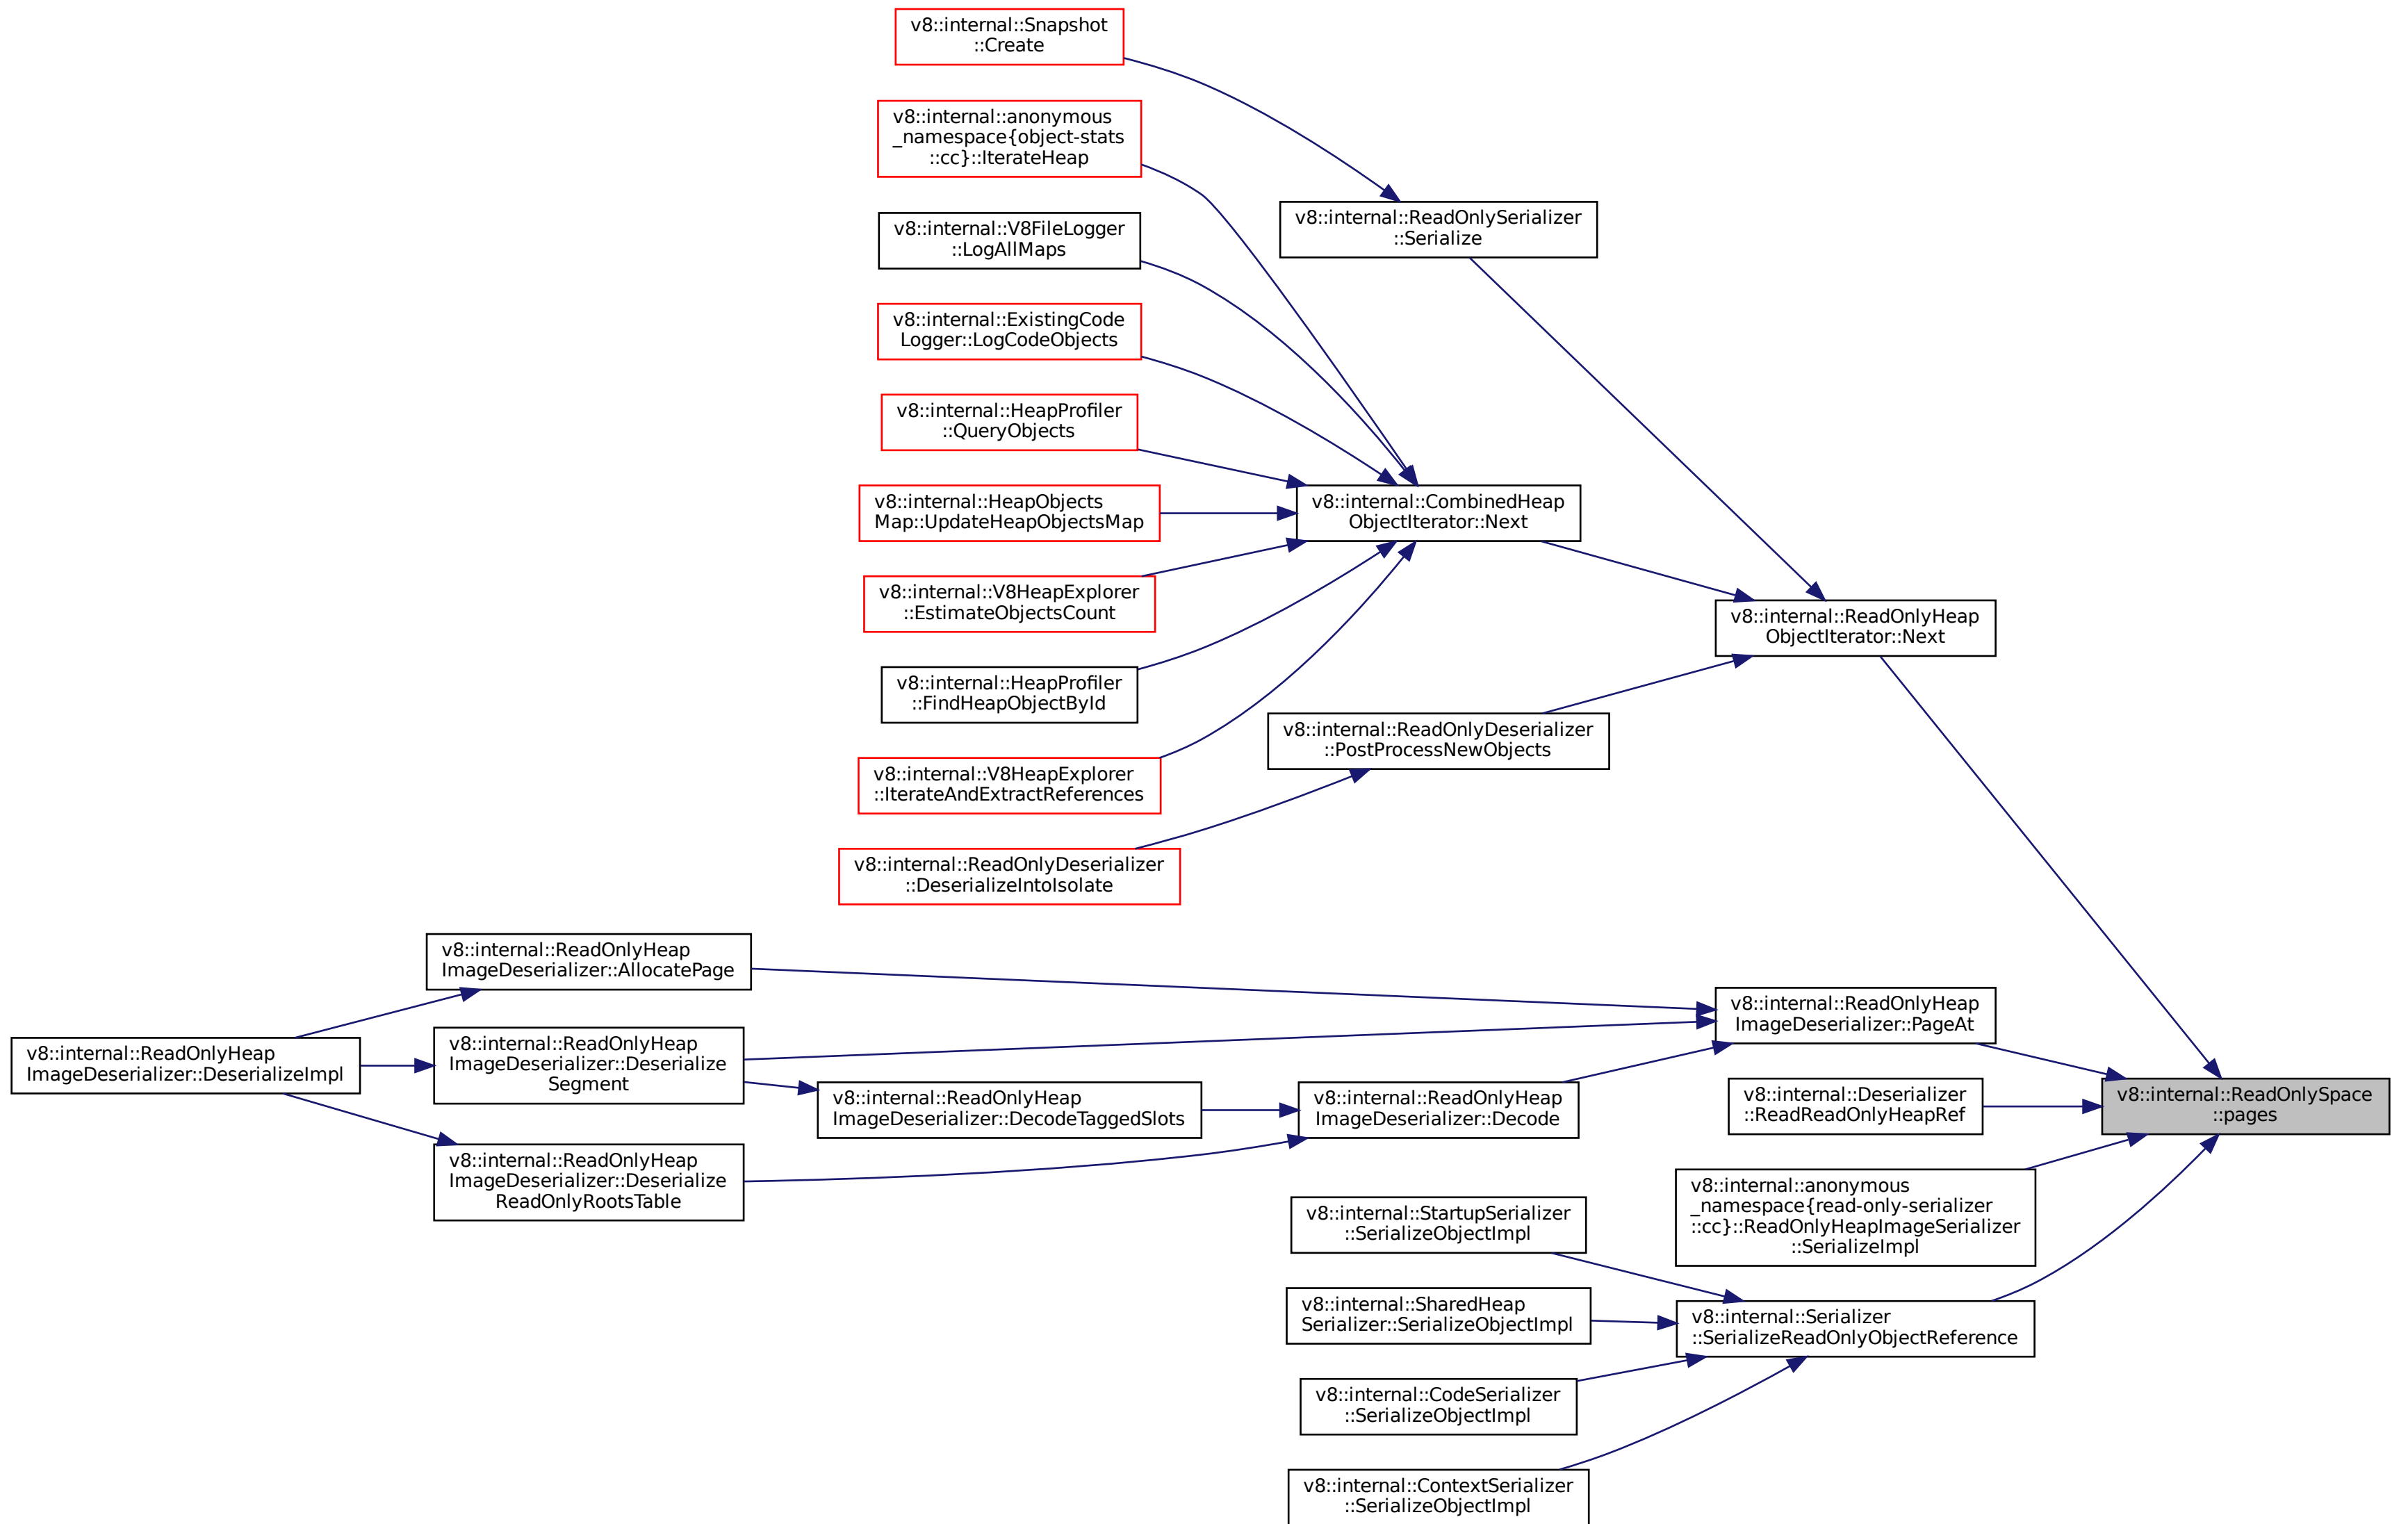 v8::internal::Snapshot
::Create
v8::internal::anonymous
_namespace{object-stats
::cc}::IterateHeap
v8::internal::ReadOnlySerializer
::Serialize
v8::internal::V8FileLogger
::LogAllMaps
v8::internal::ExistingCode
Logger::LogCodeObjects
v8::internal::HeapProfiler
::QueryObjects
v8::internal::HeapObjects
Map::UpdateHeapObjectsMap
v8::internal::CombinedHeap
ObjectIterator::Next
v8::internal::V8HeapExplorer
::EstimateObjectsCount
v8::internal::ReadOnlyHeap
ObjectIterator::Next
v8::internal::HeapProfiler
::FindHeapObjectById
v8::internal::ReadOnlyDeserializer
::PostProcessNewObjects
v8::internal::V8HeapExplorer
::IterateAndExtractReferences
v8::internal::ReadOnlyDeserializer
::DeserializeIntoIsolate
v8::internal::ReadOnlyHeap
ImageDeserializer::AllocatePage
v8::internal::ReadOnlyHeap
ImageDeserializer::PageAt
v8::internal::ReadOnlyHeap
ImageDeserializer::DeserializeImpl
v8::internal::ReadOnlyHeap
ImageDeserializer::Deserialize
Segment
v8::internal::ReadOnlyHeap
ImageDeserializer::DecodeTaggedSlots
v8::internal::ReadOnlyHeap
ImageDeserializer::Decode
v8::internal::Deserializer
::ReadReadOnlyHeapRef
v8::internal::ReadOnlySpace
::pages
v8::internal::ReadOnlyHeap
ImageDeserializer::Deserialize
ReadOnlyRootsTable
v8::internal::anonymous
_namespace{read-only-serializer
::cc}::ReadOnlyHeapImageSerializer
::SerializeImpl
v8::internal::StartupSerializer
::SerializeObjectImpl
v8::internal::SharedHeap
Serializer::SerializeObjectImpl
v8::internal::Serializer
::SerializeReadOnlyObjectReference
v8::internal::CodeSerializer
::SerializeObjectImpl
v8::internal::ContextSerializer
::SerializeObjectImpl